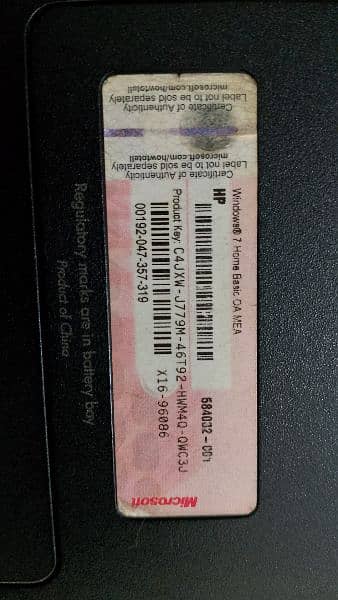 Certificate of Authenticity
Label not to be sold separately
microsoft.com/howtotell
Certificate of Authenticity
Label not to be sold separately
microsoft.com/howtotell
Windows® 7 Home Basic OA MEA
HP
584032-001
Product Key: C4JXW-J779M-46T92-HWM4Q-QWC3J
00192-047-357-319
X16-96086
Microsoft
Regulatory marks are in battery bay
Product of China